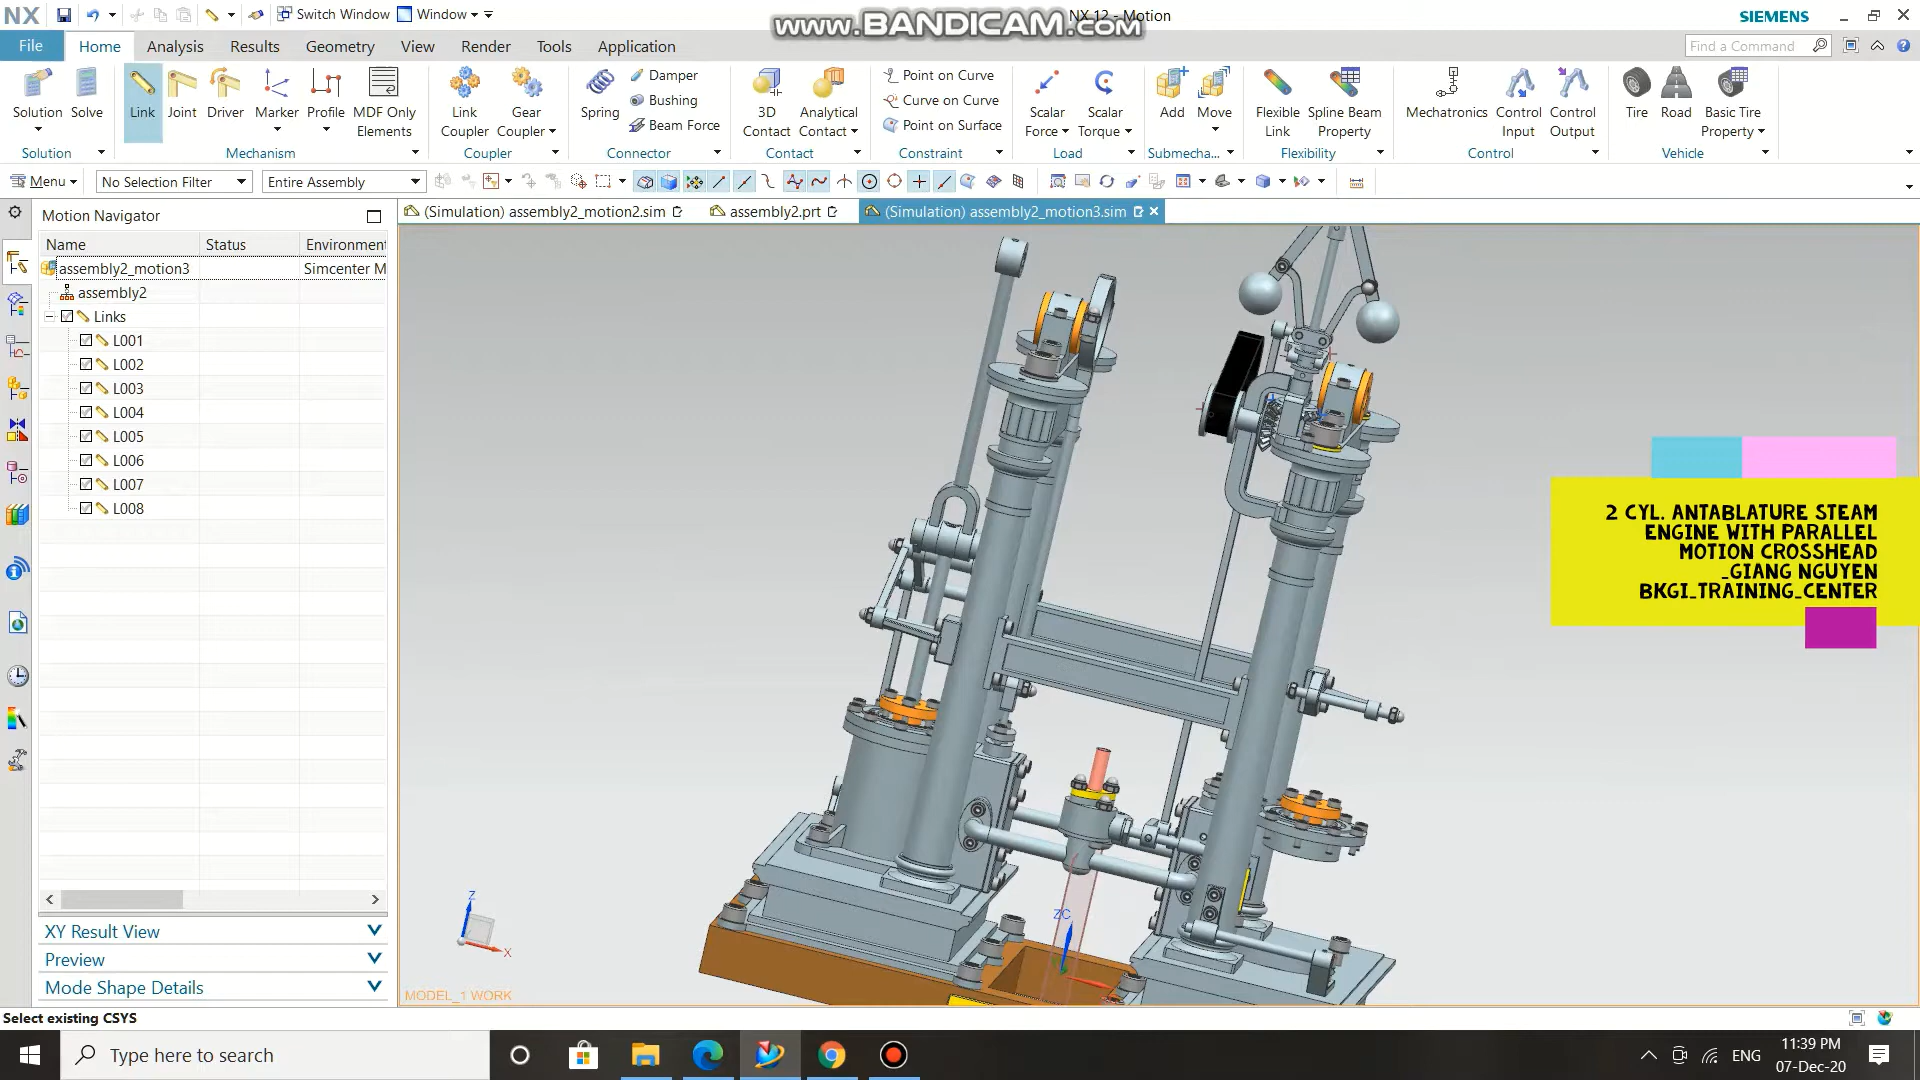 NX
Switch Window
Window
www.BANDICAM.com
NX 12 - Motion
SIEMENS
File
Home
Analysis
Results
Geometry
View
Render
Tools
Application
Find a Command
Solution
Solve
Link
Joint
Driver
Marker
Profile
MDF Only
Elements
Link
Coupler
Gear
Coupler
Spring
Damper
Bushing
Beam Force
3D
Contact
Analytical
Contact
Point on Curve
Curve on Curve
Point on Surface
Scalar
Force
Scalar
Torque
Add
Move
Flexible
Link
Spline Beam
Property
Mechatronics
Control
Input
Control
Output
Tire
Road
Basic Tire
Property
Solution
Mechanism
Coupler
Connector
Contact
Constraint
Load
Submecha...
Flexibility
Control
Vehicle
Menu
No Selection Filter
Entire Assembly
Motion Navigator
(Simulation) assembly2_motion2.sim
assembly2.prt
(Simulation) assembly2_motion3.sim
Name
Status
Environment
assembly2_motion3
Simcenter M
assembly2
Links
L001
L002
L003
L004
L005
L006
L007
L008
2 CYL. ANTABLATURE STEAM
ENGINE WITH PARALLEL
MOTION CROSSHEAD
_GIANG NGUYEN
BKGI_TRAINING_CENTER
Z
X
ZC
MODEL_1 WORK
XY Result View
Preview
Mode Shape Details
Select existing CSYS
Type here to search
ENG
11:39 PM
07-Dec-20